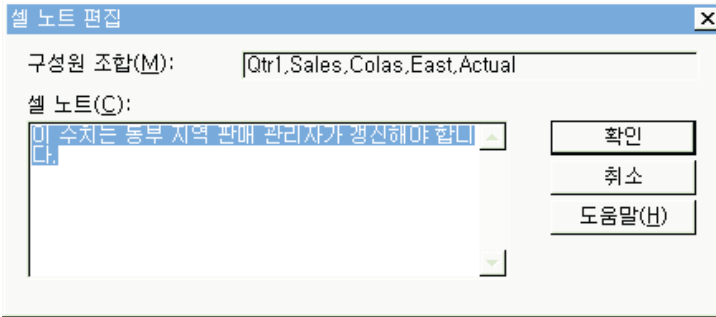 셀 노트 편집
구성원 조합(M): Qtr1,Sales,Colas,East,Actual
셀 노트(C):
이 수치는 동부 지역 판매 관리자가 갱신해야 합니
다.
확인
취소
도움말(H)